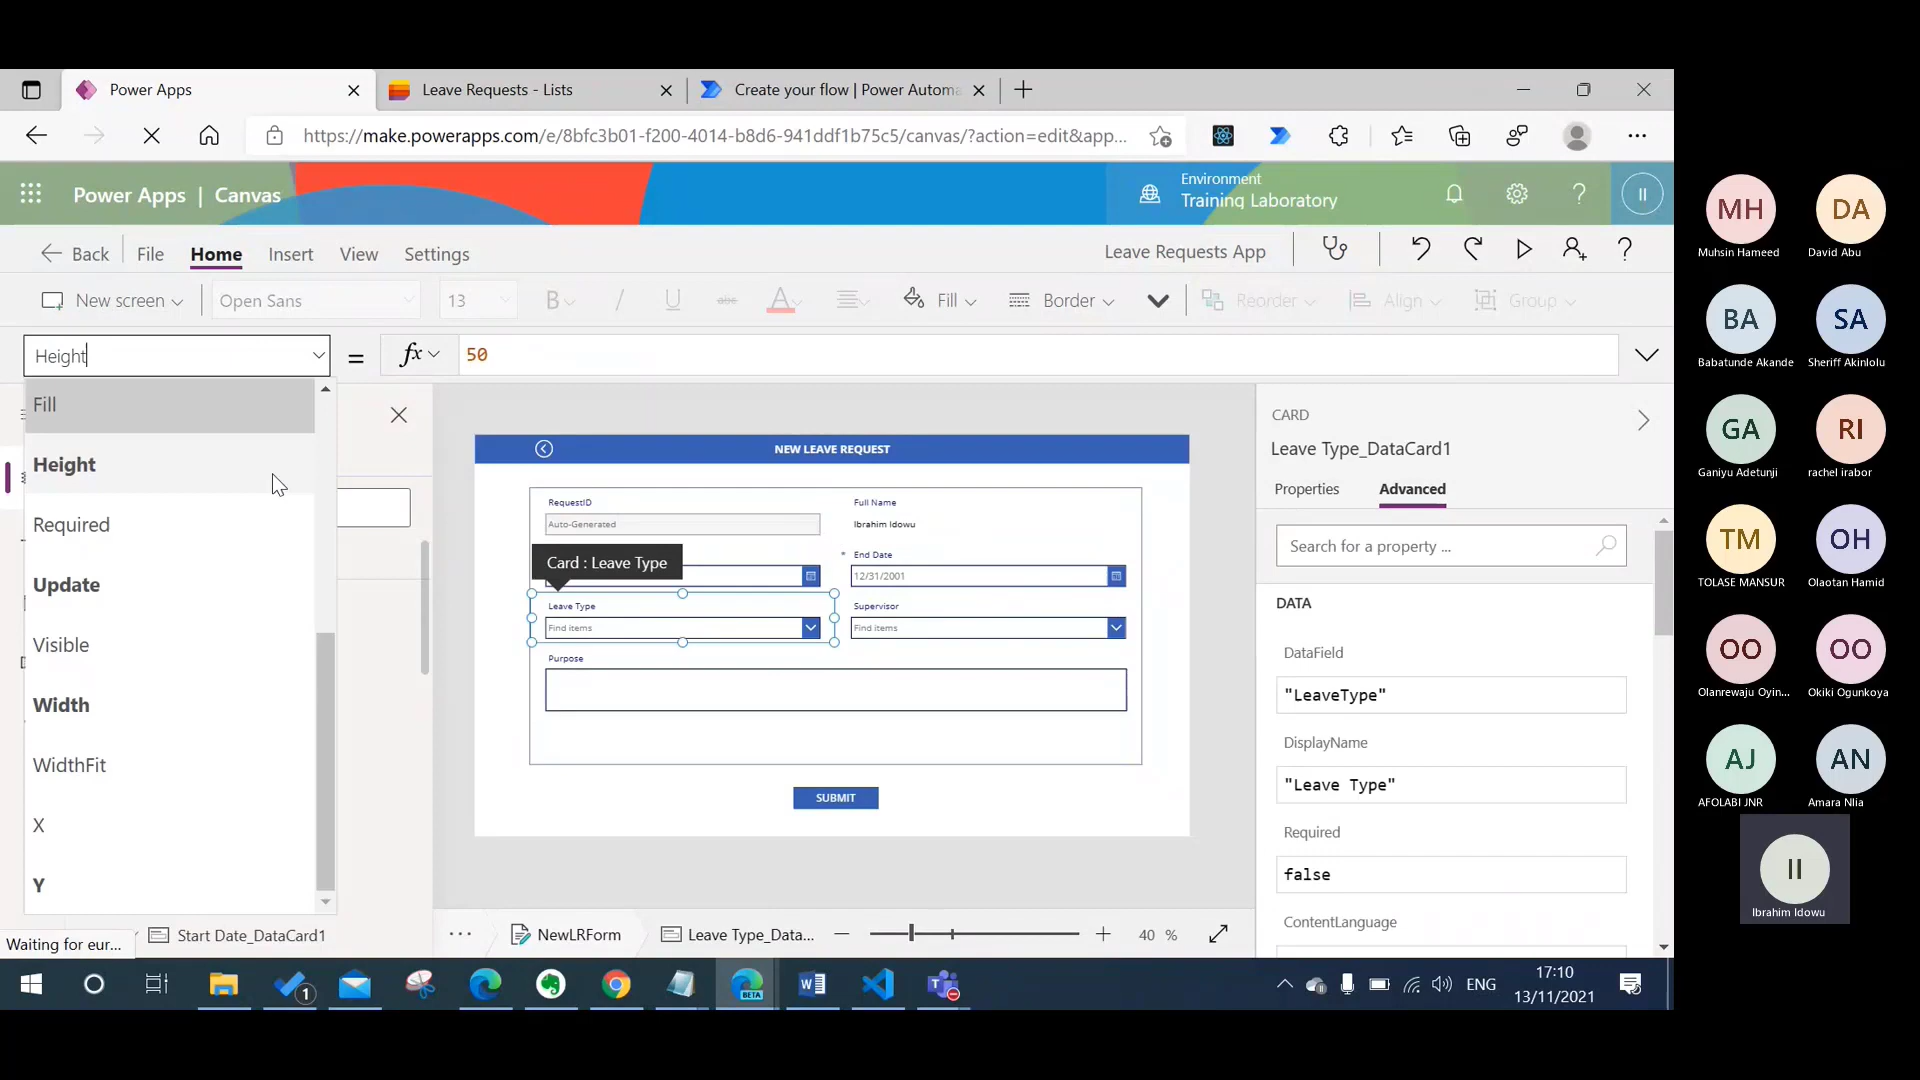 Power Apps
Leave Requests - Lists
Create your flow | Power Automa
https://make.powerapps.com/e/8bfc3b01-f200-4014-b8d6-941ddf1b75c5/canvas/?action=edit&app...
Power Apps | Canvas
Environment
Training Laboratory
II
Back
File
Home
Insert
View
Settings
Leave Requests App
New screen
Open Sans
13
B
A
abc
Fill
Border
Reorder
Align
Group
Height
=
fx
50
Fill
Height
Required
Update
Visible
Width
WidthFit
X
Y
Start Date_DataCard1
Waiting for eur...
NEW LEAVE REQUEST
RequestID
Auto-Generated
Full Name
Ibrahim Idowu
Card : Leave Type
* End Date
12/31/2001
Leave Type
Find items
Supervisor
Find items
Purpose
SUBMIT
NewLRForm
Leave Type_Data...
40 %
CARD
Leave Type_DataCard1
Properties
Advanced
Search for a property ...
DATA
DataField
"LeaveType"
DisplayName
"Leave Type"
Required
false
ContentLanguage
1
BETA
ENG
17:10
13/11/2021
MH
Muhsin Hameed
DA
David Abu
BA
Babatunde Akande
SA
Sheriff Akinlolu
GA
Ganiyu Adetunji
RI
rachel irabor
TM
TOLASE MANSUR
OH
Olaotan Hamid
OO
Olanrewaju Oyin...
OO
Okiki Ogunkoya
AJ
AFOLABI JNR
AN
Amara Nlia
II
Ibrahim Idowu